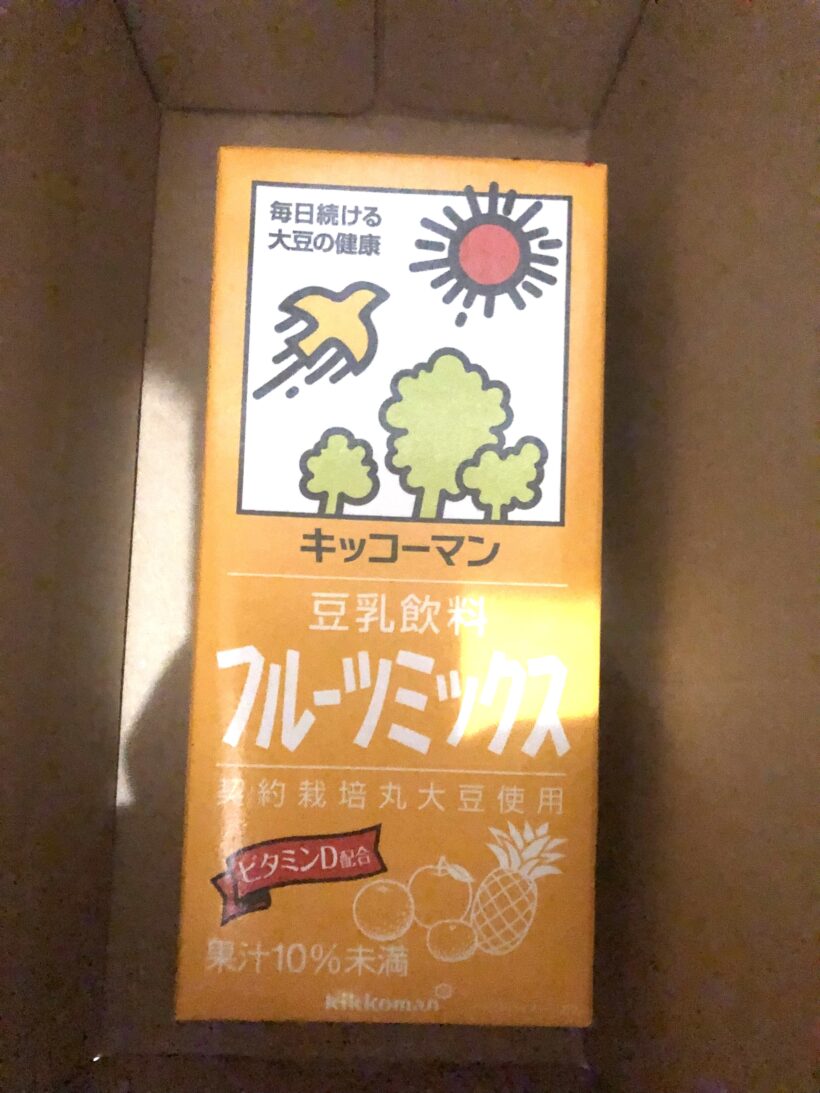 毎日続ける
大豆の健康
キッコーマン
豆乳飲料
フルーツミックス
契約栽培丸大豆使用
ビタミンD配合
果汁10%未満
kikkoman